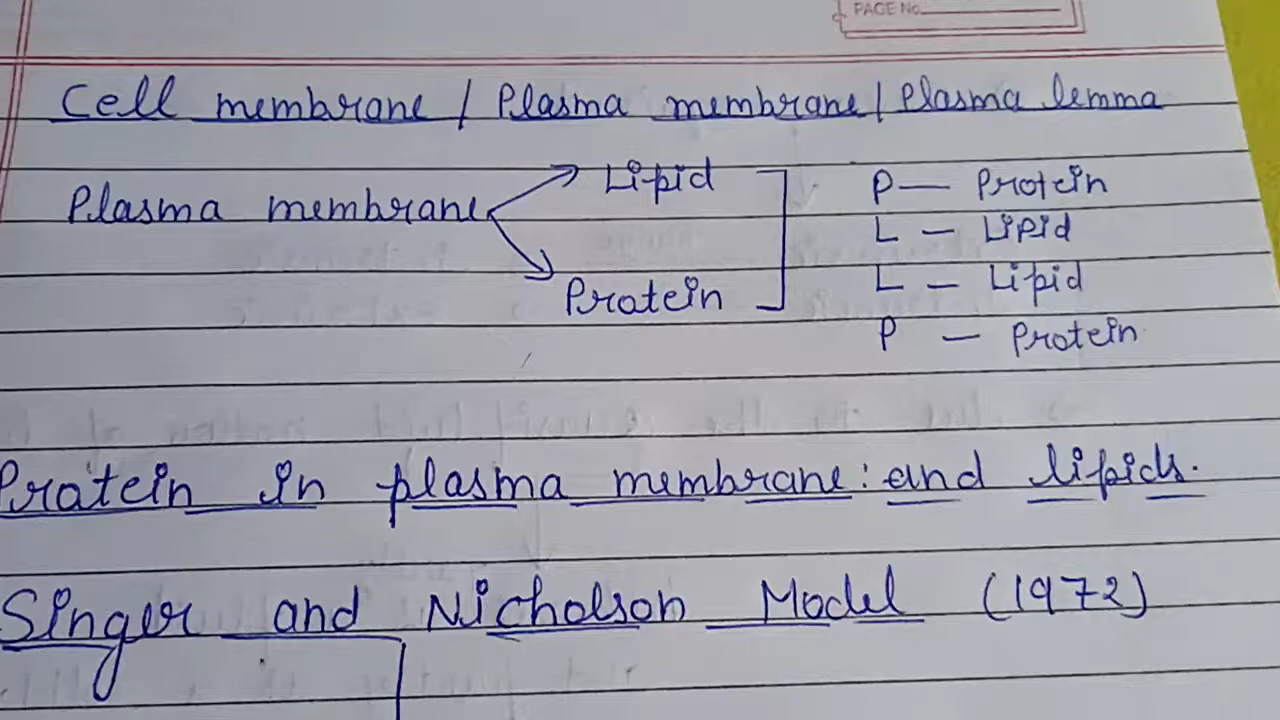 PAGE No.
Cell membrane / Plasma membrane / Plasma lemma
Plasma membrane
Lipid
Protein
P — Protein
L — Lipid
L — Lipid
P — Protein
Protein in plasma membrane: and lipids.
Singer and Nicholson Model (1972)